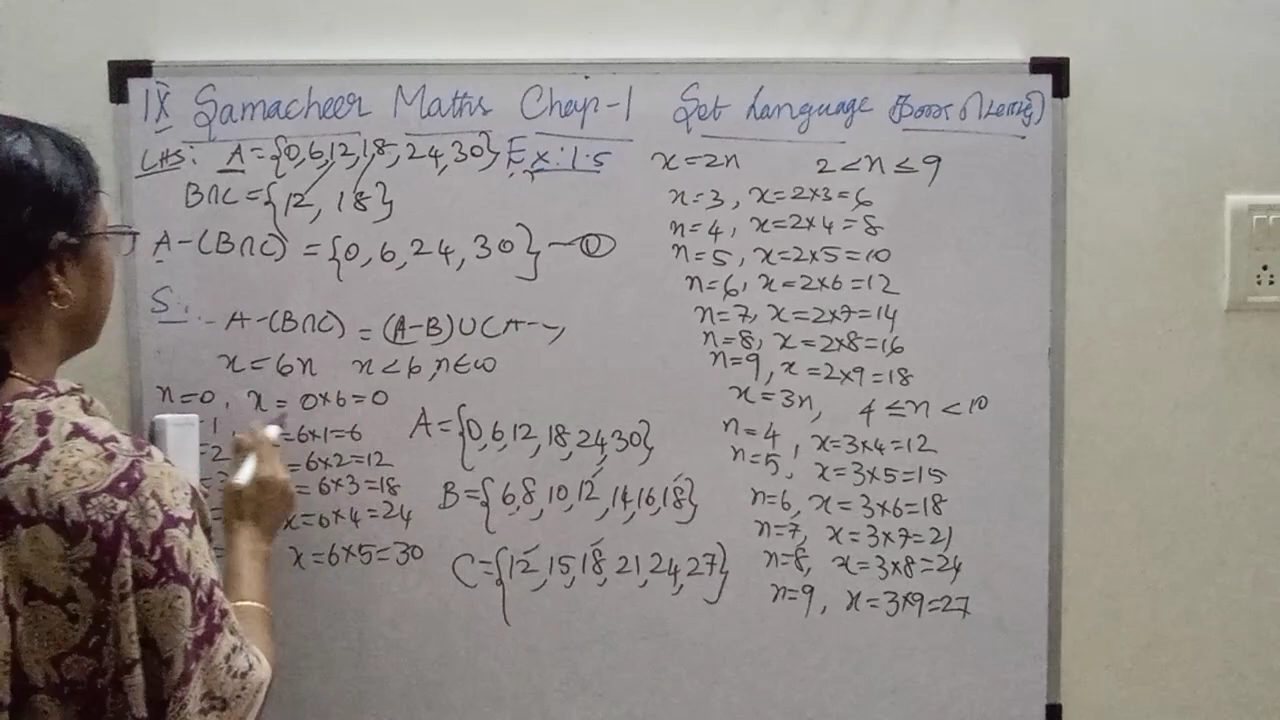 IX Samacheer Maths Chap-1 Set Language
LHS: A={0,6,12,18,24,30} Ex:1.5
B∩C={12, 18}
A-(B∩C) = {0,6,24,30} —①
S
A-(B∩C) = (A-B)∪(A-
x=6n n<6, n∈W
n=0, x=0×6=0
1 =6×1=6
2 =6×2=12
=6×3=18
x=6×4=24
x=6×5=30
A={0,6,12,18,24,30}
B={6,8,10,12,14,16,18}
C={12,15,18,21,24,27}
x=2n 2<n≤9
n=3, x=2×3=6
n=4, x=2×4=8
n=5, x=2×5=10
n=6, x=2×6=12
n=7, x=2×7=14
n=8, x=2×8=16
n=9, x=2×9=18
x=3n, 4≤n<10
n=4, x=3×4=12
n=5, x=3×5=15
n=6, x=3×6=18
n=7, x=3×7=21
n=8, x=3×8=24
n=9, x=3×9=27